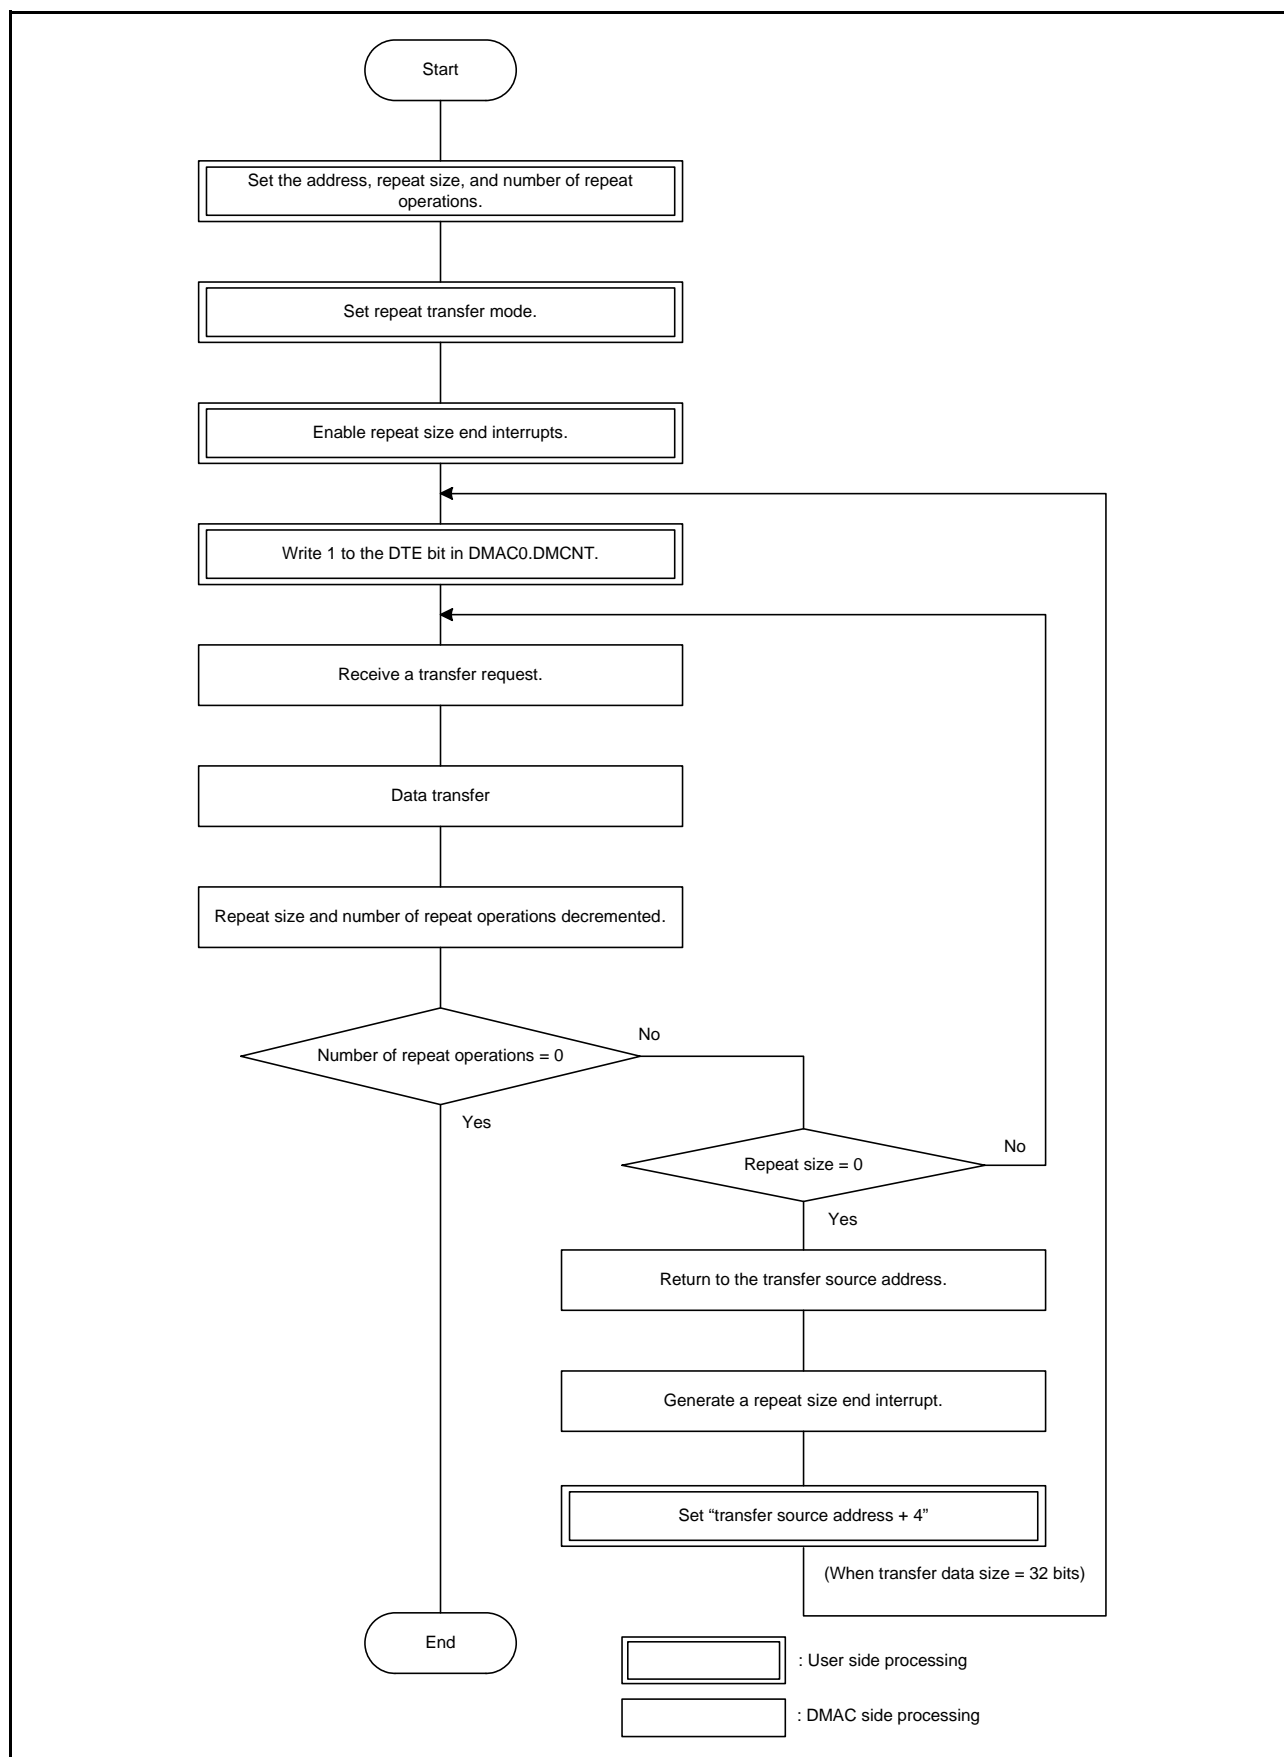 Start
Set the address, repeat size, and number of repeat
operations.
Set repeat transfer mode.
Enable repeat size end interrupts.
Write 1 to the DTE bit in DMAC0.DMCNT.
Receive a transfer request.
Data transfer
Repeat size and number of repeat operations decremented.
No
Number of repeat operations = 0
Yes
No
Repeat size = 0
Yes
Return to the transfer source address.
Generate a repeat size end interrupt.
Set “transfer source address + 4”
(When transfer data size = 32 bits)
End
: User side processing
: DMAC side processing